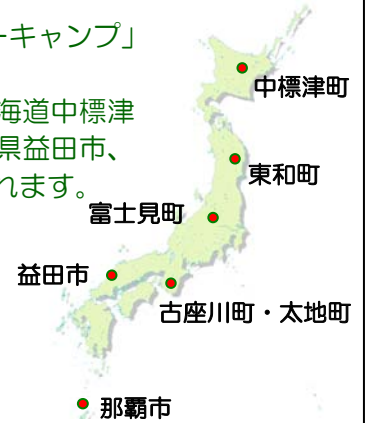 ーキャンプ」
海道中標津
県益田市、
れます。
中標津町
東和町
富士見町
益田市
古座川町・太地町
那覇市